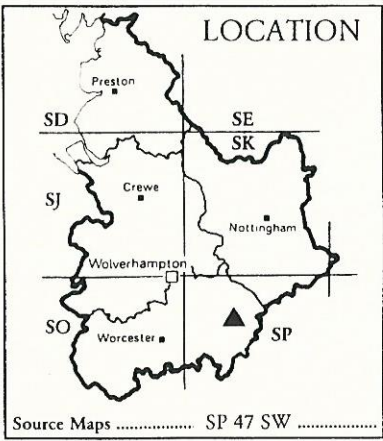 LOCATION
Preston
SD
SE
SK
SJ
Crewe
Nottingham
Wolverhampton
SO
Worcester
SP
Source Maps ................ SP 47 SW ..................